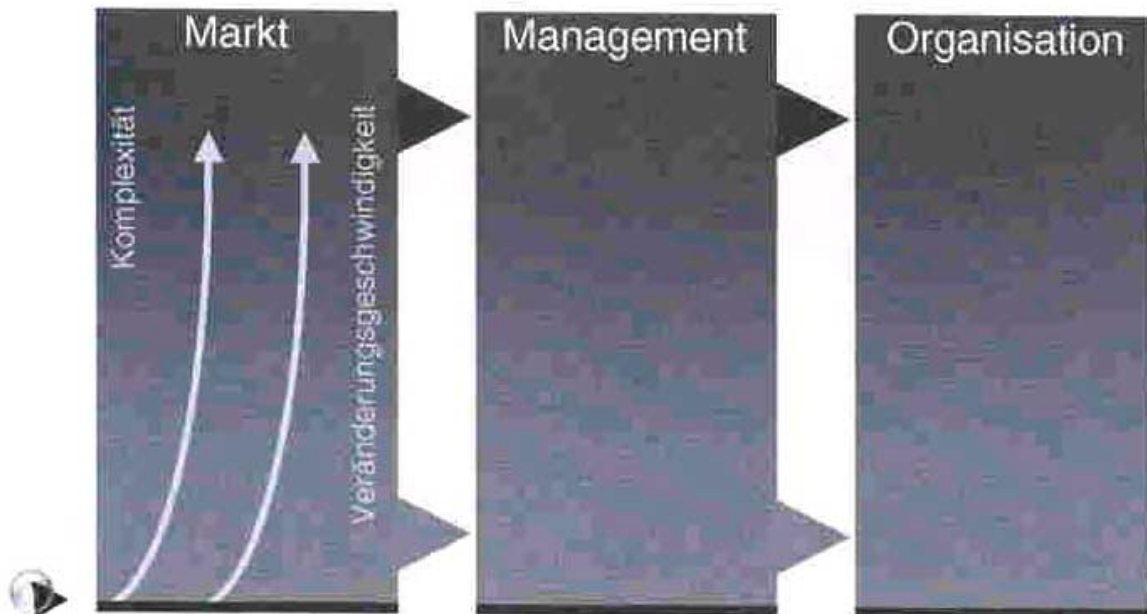 Markt
Komplexität
Veränderungsgeschwindigkeit
Management
Organisation